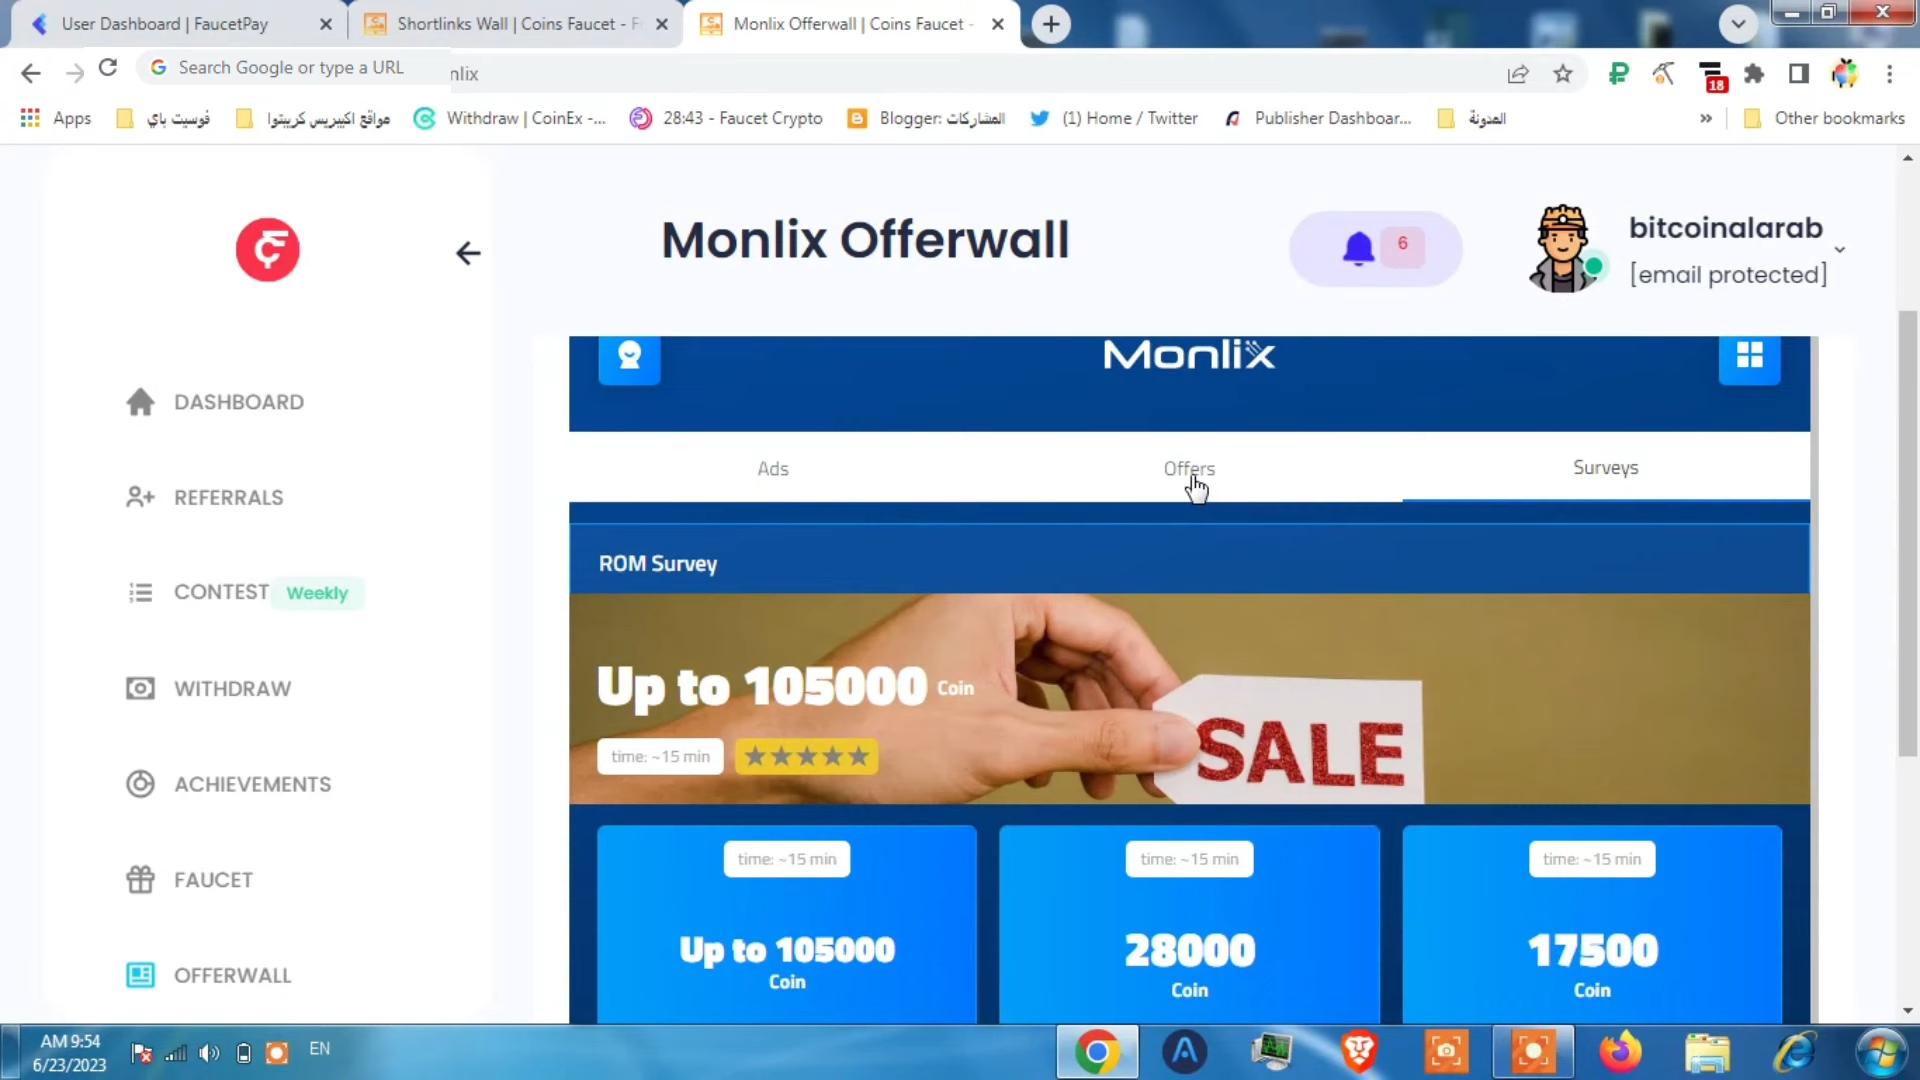 User Dashboard | FaucetPay
Shortlinks Wall | Coins Faucet - F
Monlix Offerwall | Coins Faucet -
Search Google or type a URL
nlix
18
Apps
فوسيت باي
مواقع اكبيريس كريبتوا
Withdraw | CoinEx -...
28:43 - Faucet Crypto
Blogger: المشاركات
(1) Home / Twitter
Publisher Dashboar...
المدونة
»
Other bookmarks
Monlix Offerwall
6
bitcoinalarab
[email protected]
DASHBOARD
REFERRALS
CONTEST Weekly
WITHDRAW
ACHIEVEMENTS
FAUCET
OFFERWALL
Monlix
Ads
Offers
Surveys
ROM Survey
Up to 105000 Coin
time: ~15 min
SALE
time: ~15 min
Up to 105000
Coin
time: ~15 min
28000
Coin
time: ~15 min
17500
Coin
AM 9:54
6/23/2023
EN